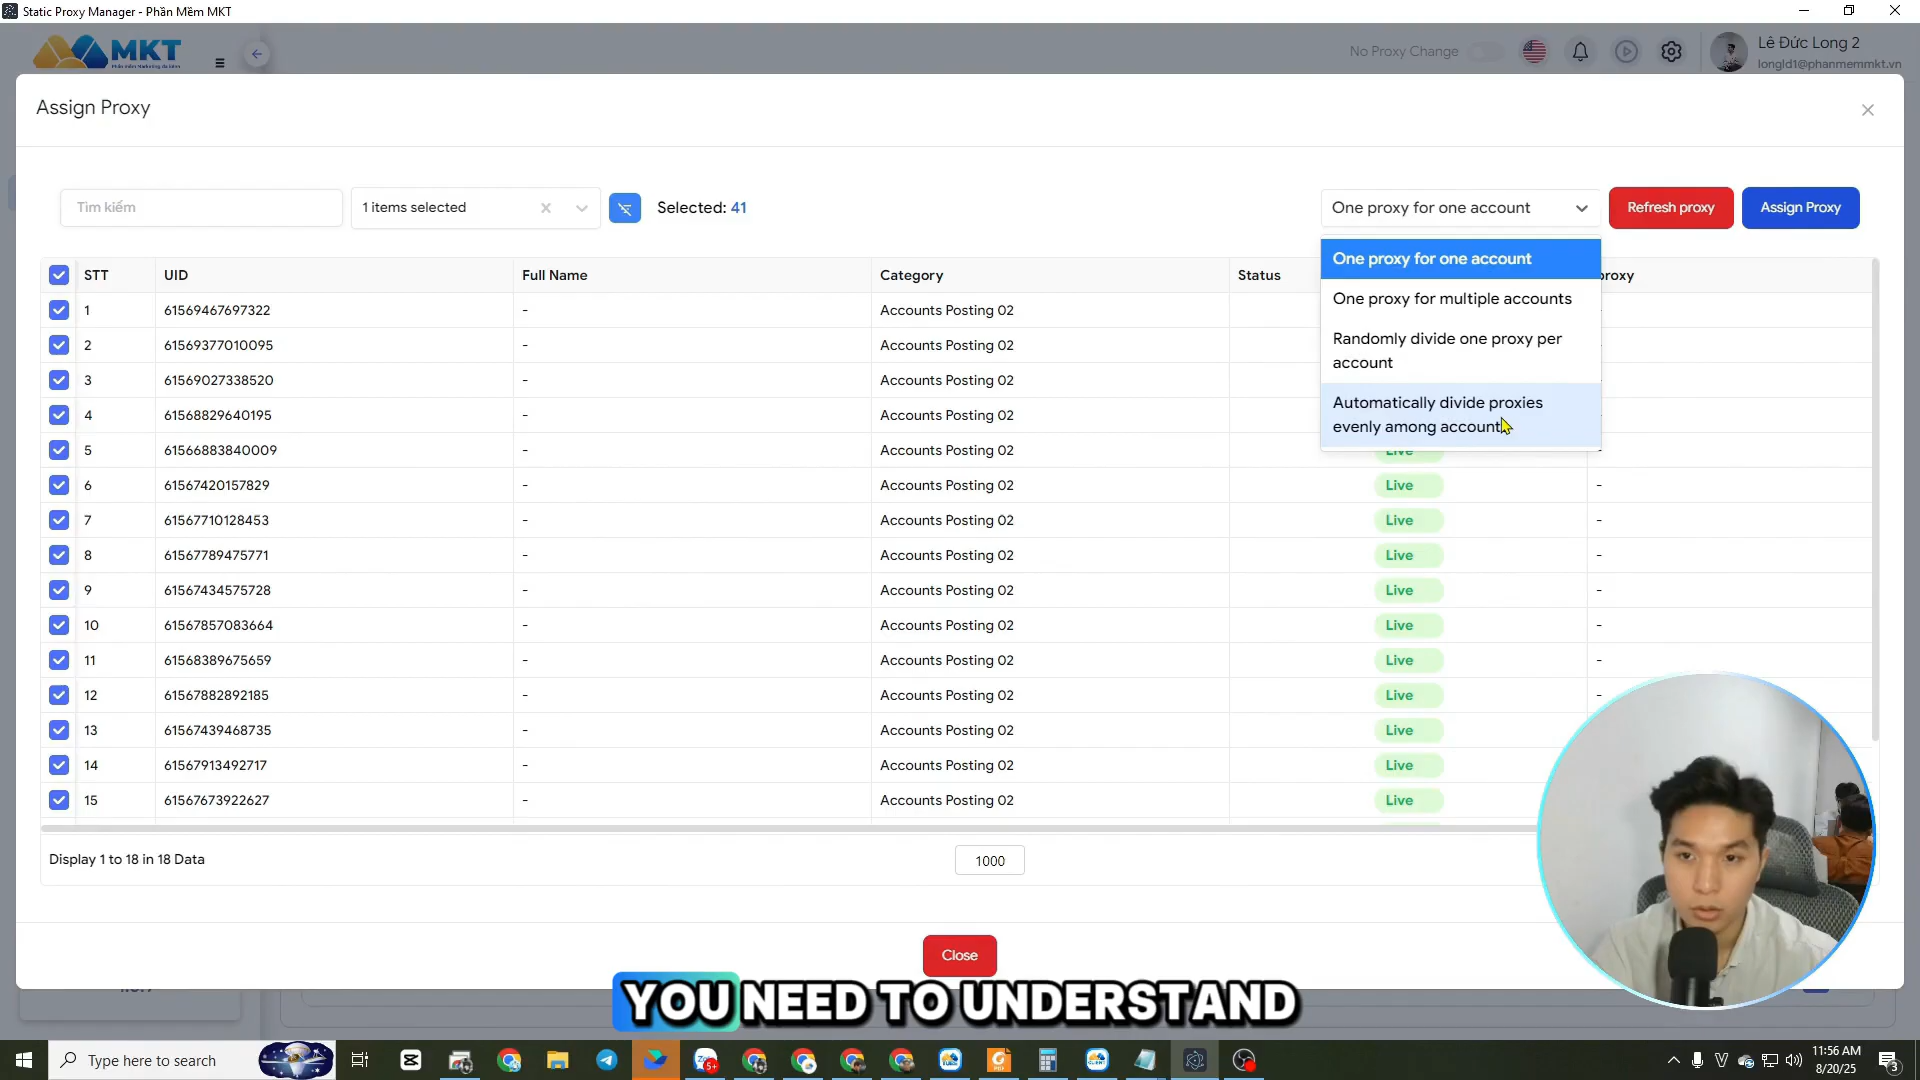 Static Proxy Manager - Phần Mềm MKT
MKT
No Proxy Change
Lê Đức Long 2
longld1@phanmemmkt.vn
Assign Proxy
Tìm kiếm
1 items selected
Selected: 41
One proxy for one account
Refresh proxy
Assign Proxy
One proxy for one account
One proxy for multiple accounts
Randomly divide one proxy per
account
Automatically divide proxies
evenly among account
STT UID Full Name Category Status
1 61569467697322 - Accounts Posting 02
2 61569377010095 - Accounts Posting 02
3 61569027338520 - Accounts Posting 02
4 61568829640195 - Accounts Posting 02
5 61566883840009 - Accounts Posting 02 Live -
6 61567420157829 - Accounts Posting 02 Live -
7 61567710128453 - Accounts Posting 02 Live -
8 61567789475771 - Accounts Posting 02 Live -
9 61567434575728 - Accounts Posting 02 Live -
10 61567857083664 - Accounts Posting 02 Live -
11 61568389675659 - Accounts Posting 02 Live -
12 61567882892185 - Accounts Posting 02 Live -
13 61567439468735 - Accounts Posting 02 Live
14 61567913492717 - Accounts Posting 02 Live
15 61567673922627 - Accounts Posting 02 Live
Display 1 to 18 in 18 Data
1000
Close
YOU NEED TO UNDERSTAND
Type here to search
11:56 AM
8/20/25